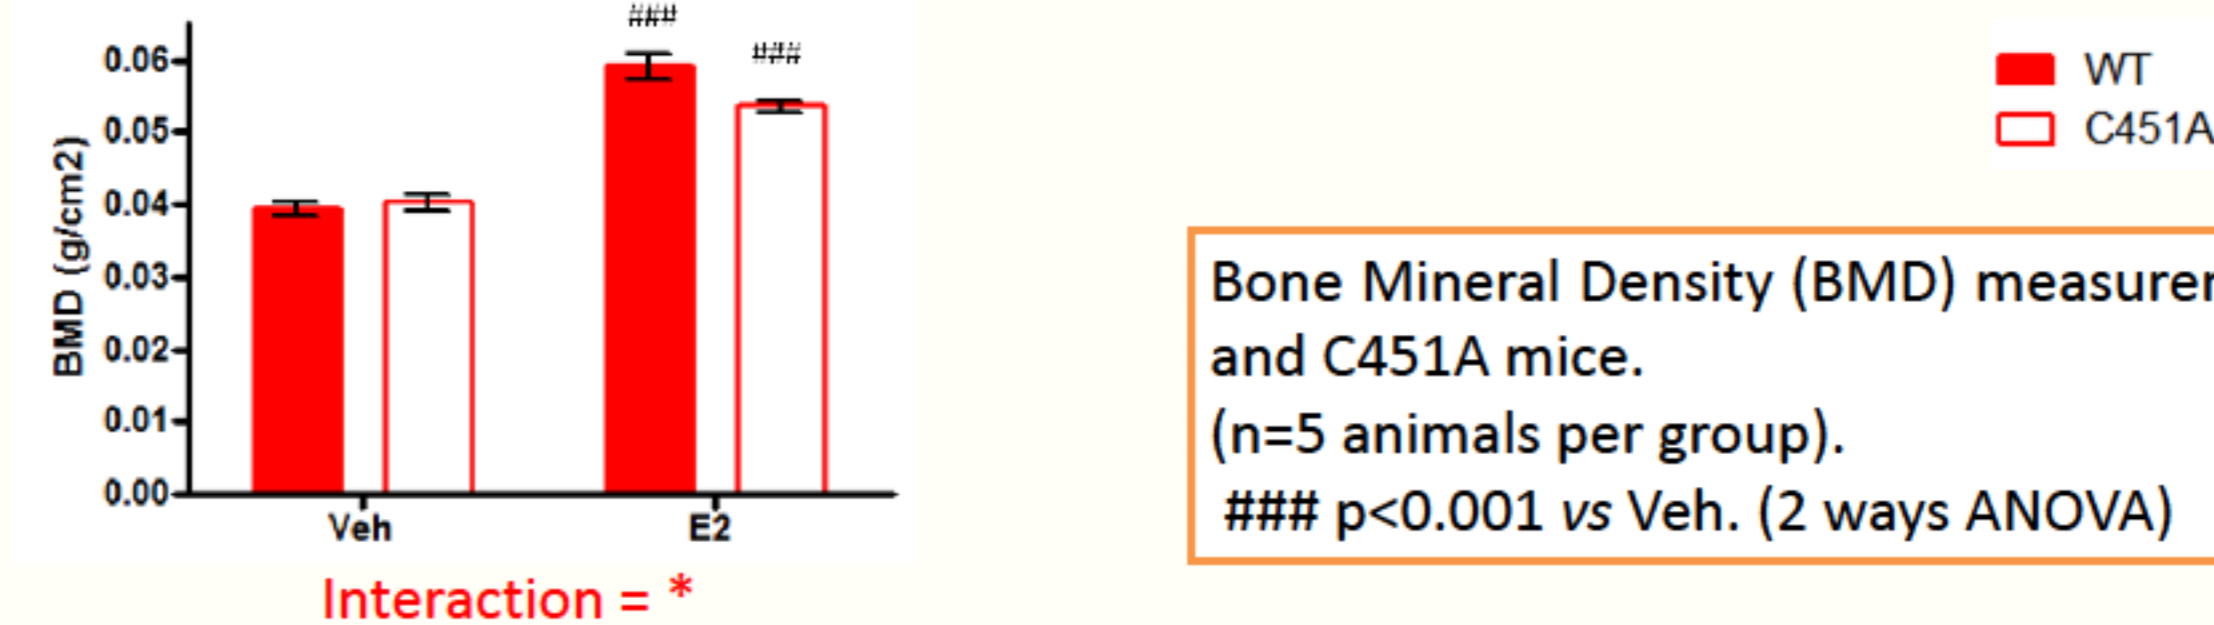 ###
###
0.06
0.05
0.04
0.03
0.02
0.01
0.00
BMD (g/cm2)
Veh
E2
Interaction = *
WT
C451A
Bone Mineral Density (BMD)
and C451A mice.
(n=5 animals per group).
### p<0.001 vs Veh. (2 ways ANOVA)